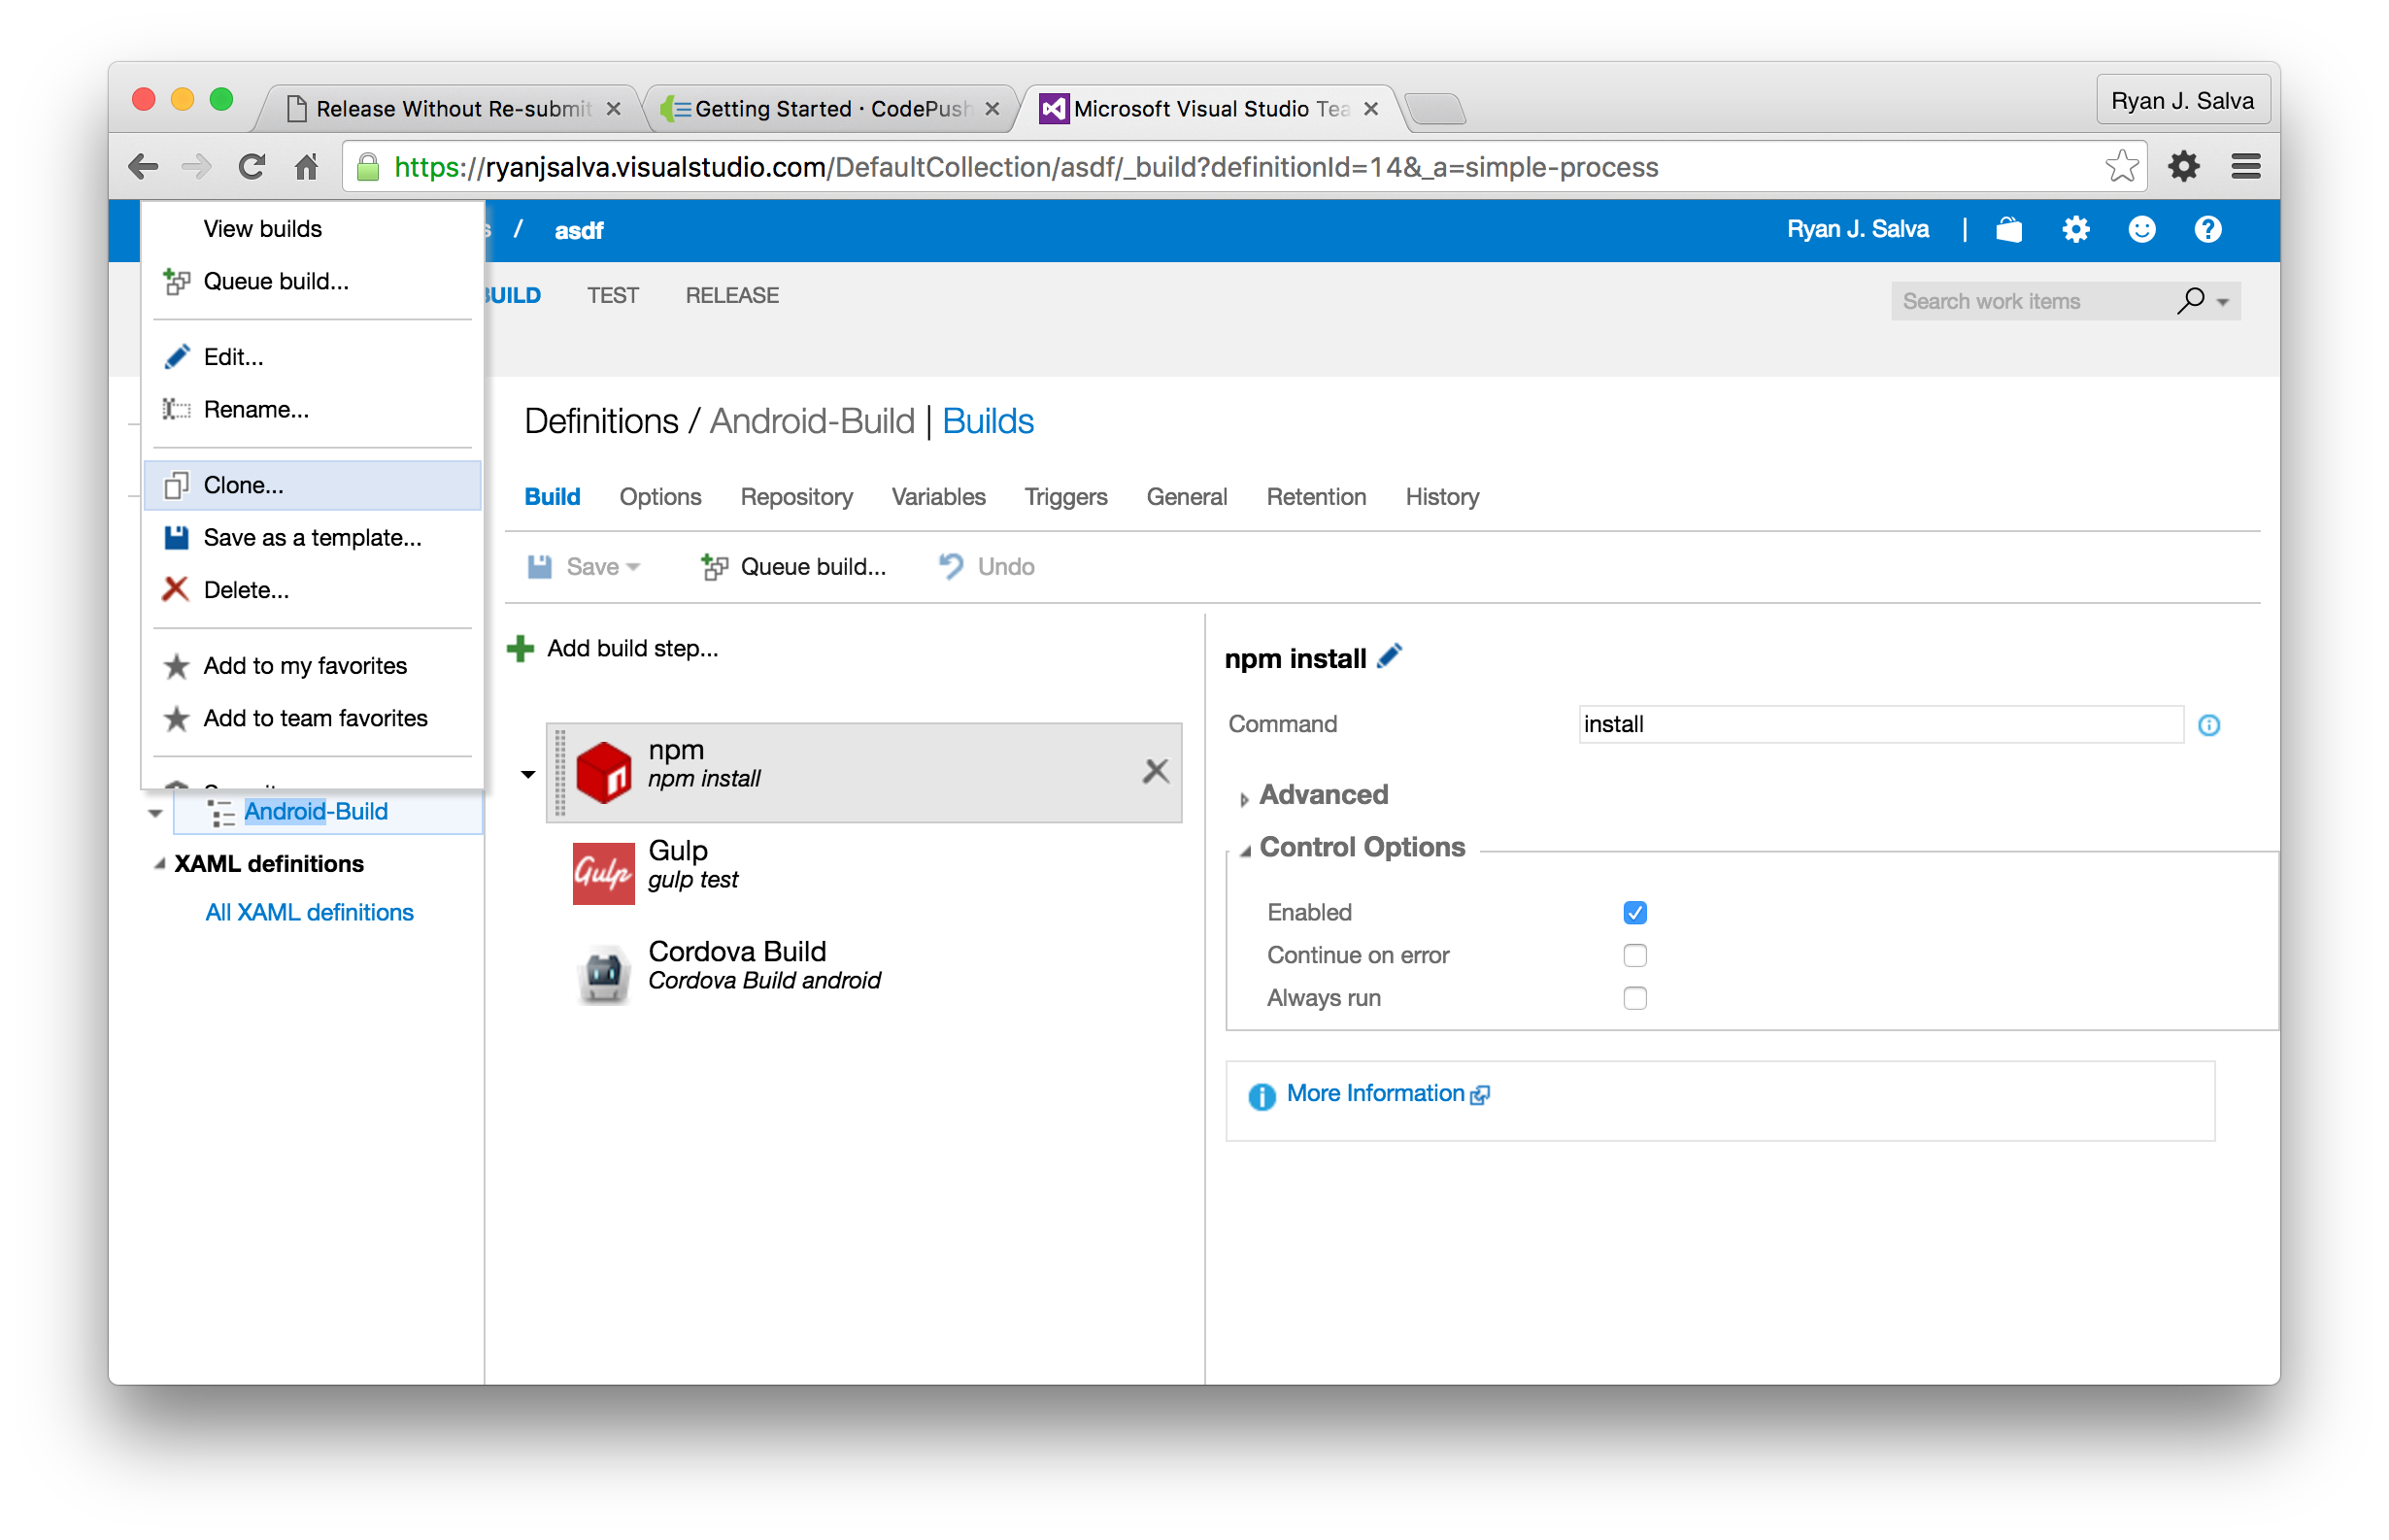 Release Without Re-submit
Getting Started · CodePush
Microsoft Visual Studio Tea
Ryan J. Salva
https://ryanjsalva.visualstudio.com/DefaultCollection/asdf/_build?definitionId=14&_a=simple-process
s / asdf
Ryan J. Salva |
BUILD TEST RELEASE
Search work items
View builds
Queue build...
Edit...
Rename...
Clone...
Save as a template...
Delete...
Add to my favorites
Add to team favorites
Android-Build
XAML definitions
All XAML definitions
Definitions / Android-Build | Builds
Build Options Repository Variables Triggers General Retention History
Save Queue build... Undo
Add build step...
npm
npm install
Gulp
Gulp
gulp test
Cordova Build
Cordova Build android
npm install
Command install
Advanced
Control Options
Enabled
Continue on error
Always run
More Information